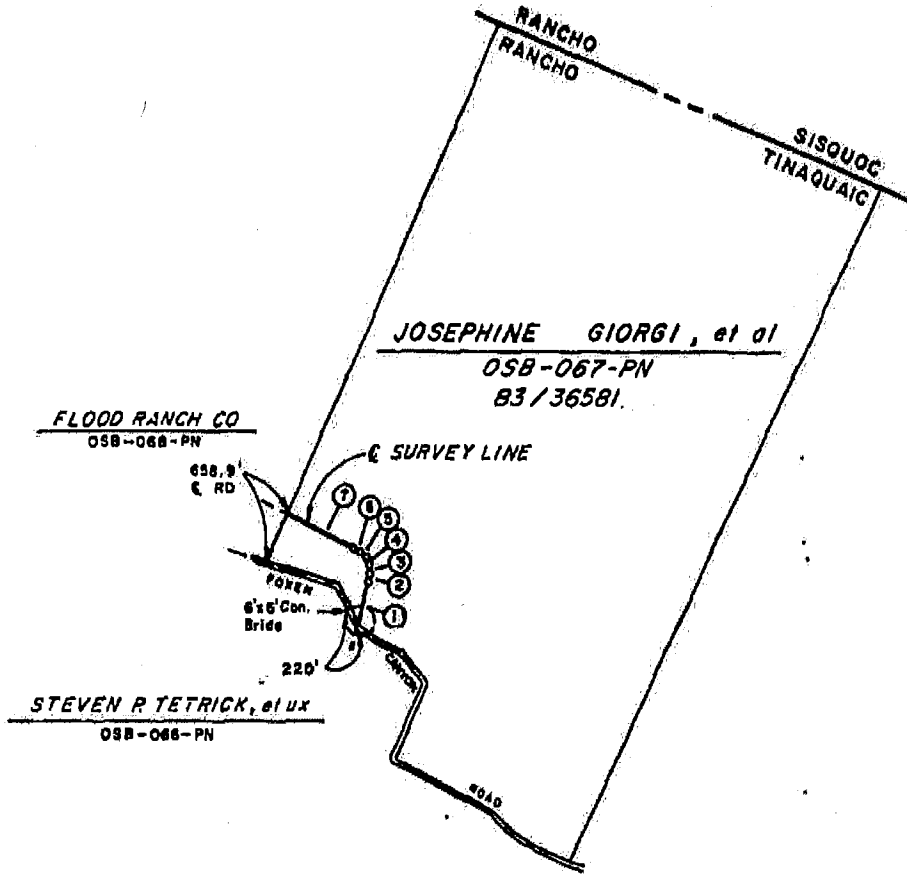 RANCHO
RANCHO
SISQUOC
TINAQUAIC
JOSEPHINE GIORGI, et al
OSB-067-PN
83/36581.
FLOOD RANCH CO
OSB-068-PN
658.9'
℄ RD
℄ SURVEY LINE
7
6
5
4
3
2
1
FOXEN
6'x5' Con.
Bride
220'
CANYON
STEVEN R TETRICK, et ux
OSB-066-PN
ROAD